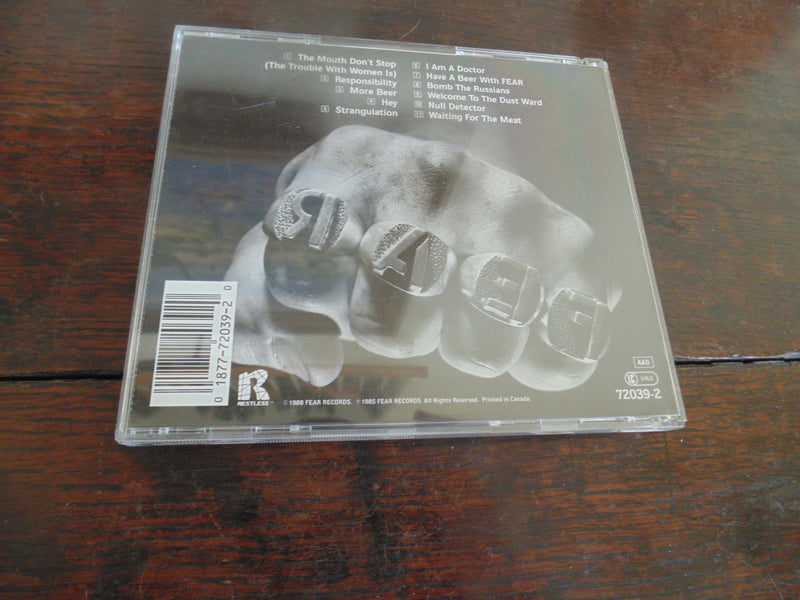 1 The Mouth Don't Stop
(The Trouble With Women Is)
2 Responsibility
3 More Beer
4 Hey
5 Strangulation
6 I Am A Doctor
7 Have A Beer With FEAR
8 Bomb The Russians
9 Welcome To The Dust Ward
10 Null Detector
11 Waiting For The Meat
FEAR
0 1877-72039-2 0
R
RESTLESS
©1988 FEAR RECORDS. ℗1985 FEAR RECORDS. All Rights Reserved. Printed in Canada.
AAD
72039-2